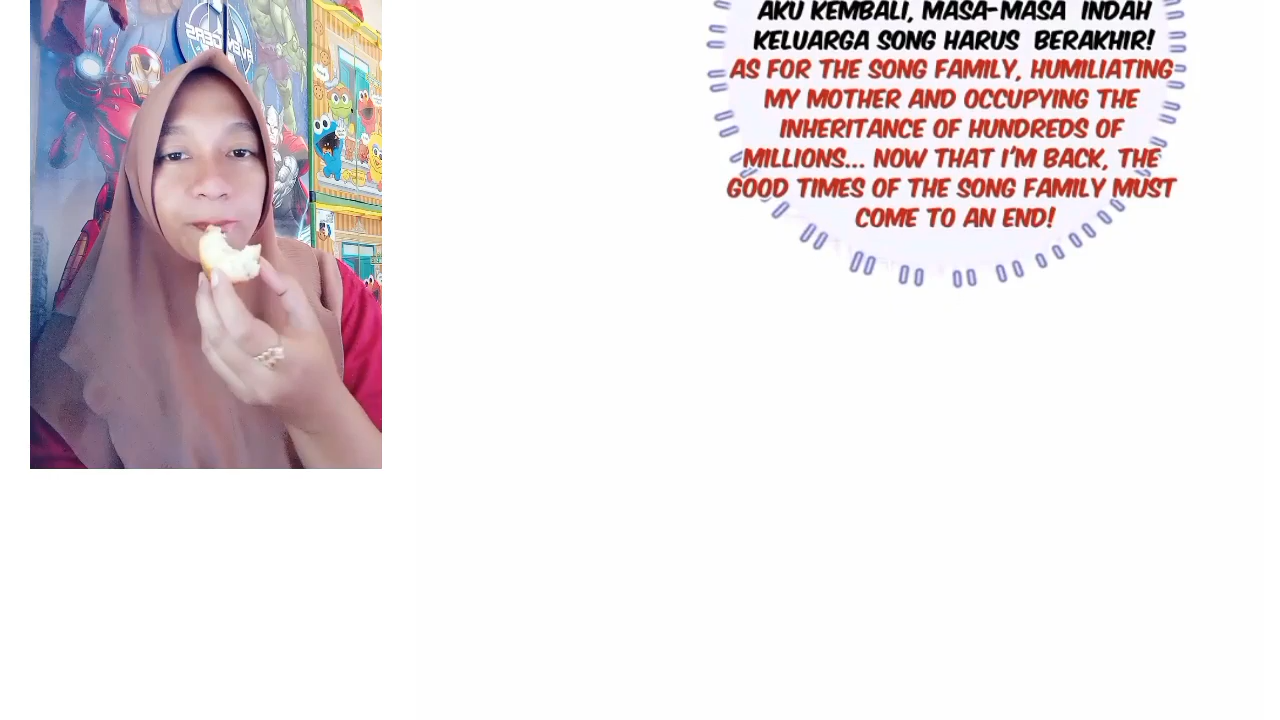 AKU KEMBALI, MASA-MASA INDAH
KELUARGA SONG HARUS BERAKHIR!
AS FOR THE SONG FAMILY, HUMILIATING
MY MOTHER AND OCCUPYING THE
INHERITANCE OF HUNDREDS OF
MILLIONS... NOW THAT I'M BACK, THE
GOOD TIMES OF THE SONG FAMILY MUST
COME TO AN END!